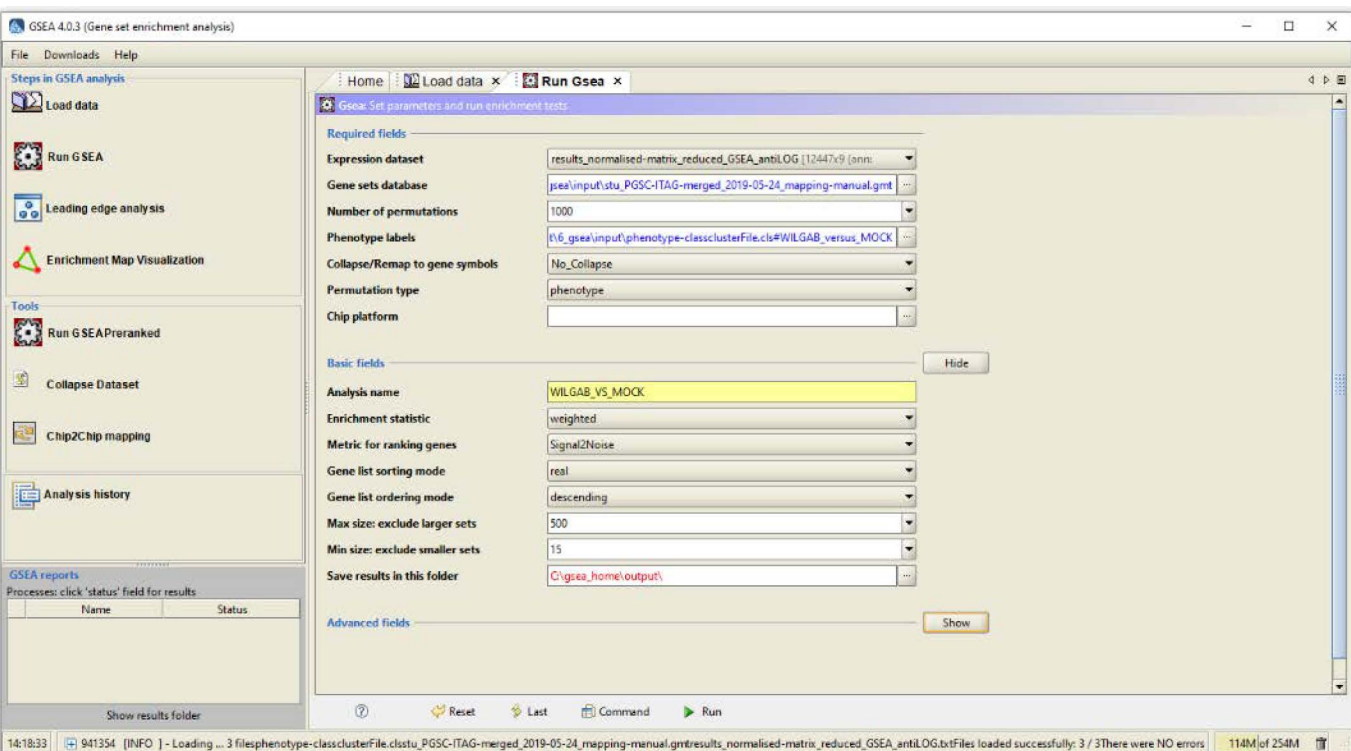 GSEA 4.0.3 (Gene set enrichment analysis)
File Downloads Help
Steps in GSEA analysis
Load data
Run GSEA
Leading edge analysis
Enrichment Map Visualization
Tools
Run GSEAPreranked
Collapse Dataset
Chip2Chip mapping
Analysis history
GSEA reports
Processes: click 'status' field for results
Name Status
Show results folder
Home Load data x Run Gsea x
Gsea: Set parameters and run enrichment tests
Required fields
Expression dataset results_normalised-matrix_reduced_GSEA_antiLOG [12447x9 (ann:
Gene sets database jsea\input\stu_PGSC-ITAG-merged_2019-05-24_mapping-manual.gmt ...
Number of permutations 1000
Phenotype labels t\6_gsea\input\phenotype-classclusterFile.cls#WILGAB_versus_MOCK ...
Collapse/Remap to gene symbols No_Collapse
Permutation type phenotype
Chip platform ...
Basic fields Hide
Analysis name WILGAB_VS_MOCK
Enrichment statistic weighted
Metric for ranking genes Signal2Noise
Gene list sorting mode real
Gene list ordering mode descending
Max size: exclude larger sets 500
Min size: exclude smaller sets 15
Save results in this folder C:\gsea_home\output\ ...
Advanced fields Show
? Reset Last Command Run
14:18:33 941354 [INFO ] - Loading ... 3 filesphenotype-classclusterFile.clsstu_PGSC-ITAG-merged_2019-05-24_mapping-manual.gmtresults_normalised-matrix_reduced_GSEA_antiLOG.txtFiles loaded successfully: 3 / 3There were NO errors 114M of 254M